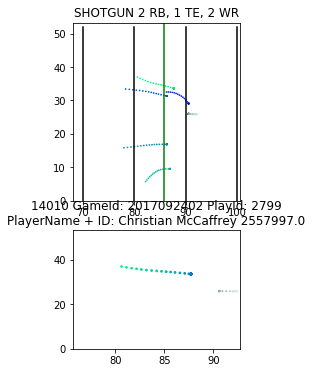 SHOTGUN 2 RB, 1 TE, 2 WR
50
40
30
20
10
0
70 80 90 100
14010 GameId: 2017092402 PlayId: 2799
PlayerName + ID: Christian McCaffrey 2557997.0
40
20
0
80 85 90